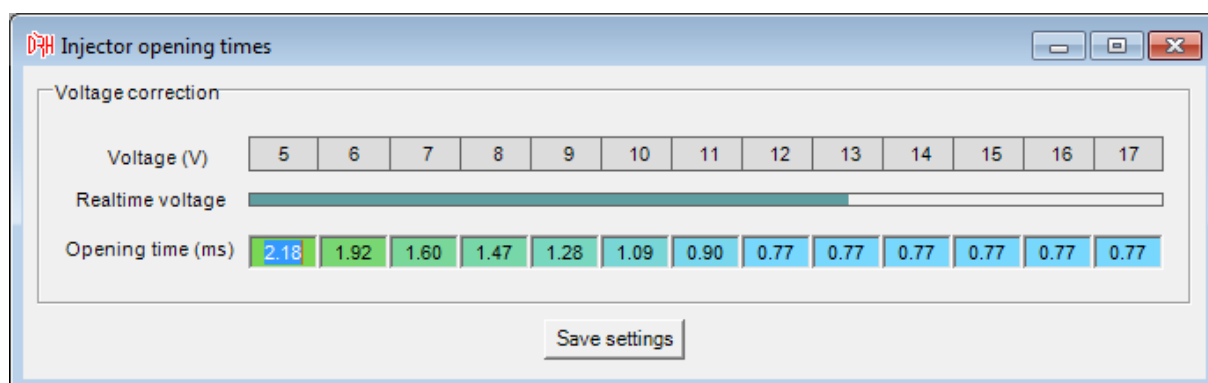 DRH Injector opening times
Voltage correction
Voltage (V) 5 6 7 8 9 10 11 12 13 14 15 16 17
Realtime voltage
Opening time (ms) 2.18 1.92 1.60 1.47 1.28 1.09 0.90 0.77 0.77 0.77 0.77 0.77 0.77
Save settings